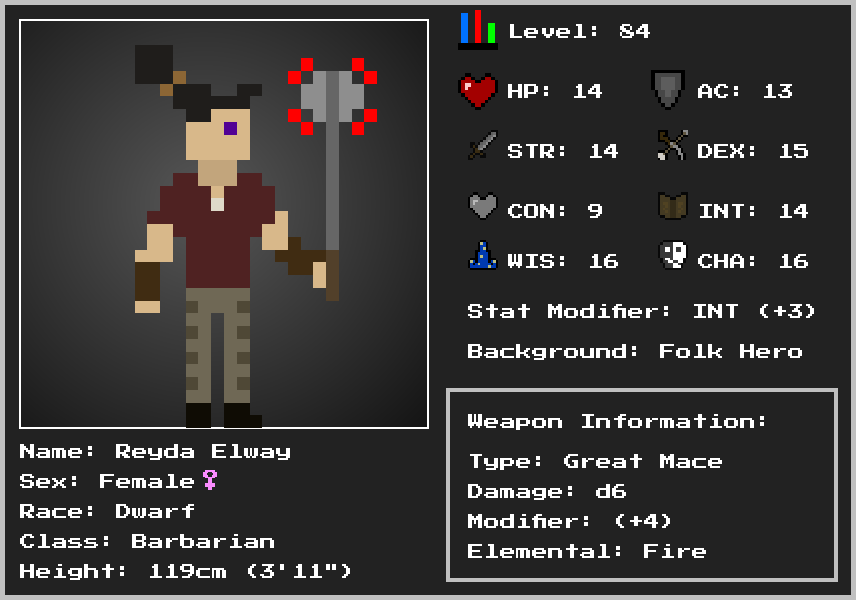 Level: 84
HP: 14 AC: 13
STR: 14 DEX: 15
CON: 9 INT: 14
WIS: 16 CHA: 16
Stat Modifier: INT (+3)
Background: Folk Hero
Weapon Information:
Type: Great Mace
Damage: d6
Modifier: (+4)
Elemental: Fire
Name: Reyda Elway
Sex: Female♀
Race: Dwarf
Class: Barbarian
Height: 119cm (3'11")